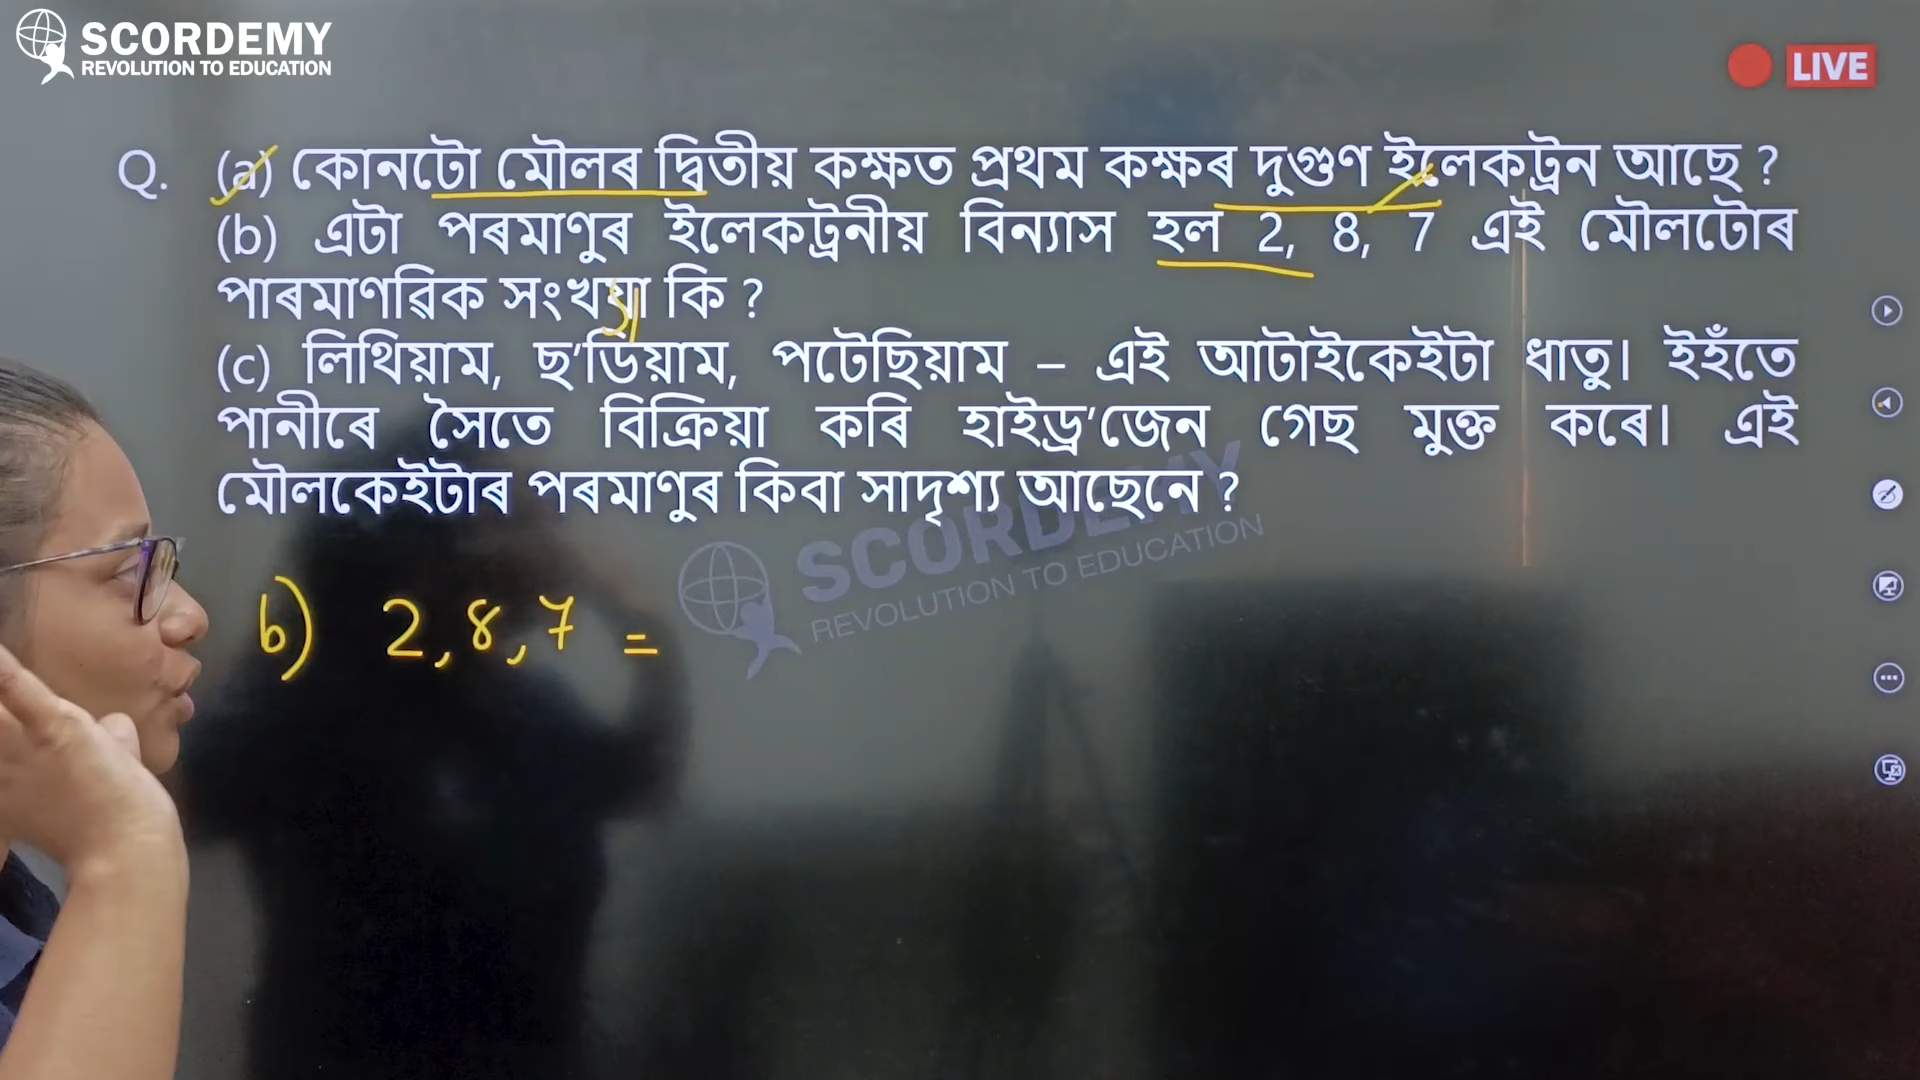 SCORDEMY
REVOLUTION TO EDUCATION
LIVE
Q. (a) কোনটো মৌলৰ দ্বিতীয় কক্ষত প্ৰথম কক্ষৰ দুগুণ ইলেকট্ৰন আছে ?
(b) এটা পৰমাণুৰ ইলেকট্ৰনীয় বিন্যাস হল 2, 8, 7 এই মৌলটোৰ
পাৰমাণৱিক সংখ্যা কি ?
(c) লিথিয়াম, ছ'ডিয়াম, পটেছিয়াম – এই আটাইকেইটা ধাতু। ইহঁতে
পানীৰে সৈতে বিক্ৰিয়া কৰি হাইড্ৰ'জেন গেছ মুক্ত কৰে। এই
মৌলকেইটাৰ পৰমাণুৰ কিবা সাদৃশ্য আছেনে ?
SCORDEMY
REVOLUTION TO EDUCATION
b) 2,8,7 =